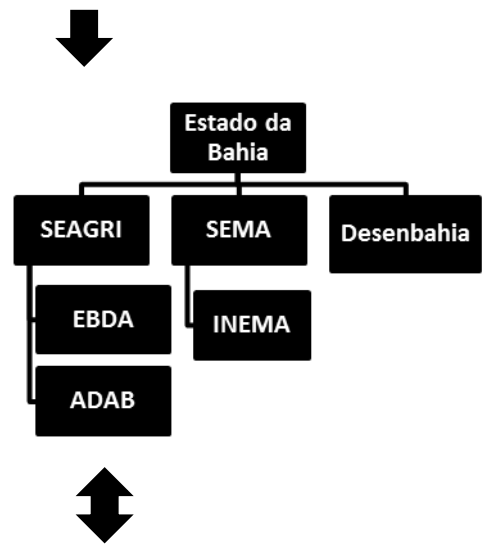 Estado da
Bahia
SEAGRI
SEMA
Desenbahia
EBDA
INEMA
ADAB